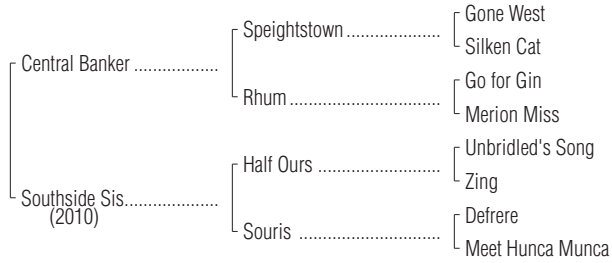 Gone West
Speightstown .....................
Silken Cat
Central Banker ..................
Go for Gin
Rhum.................................
Merion Miss
Unbridled's Song
Half Ours ...........................
Zing
Southside Sis....................
(2010)
Defrere
Souris ................................
Meet Hunca Munca